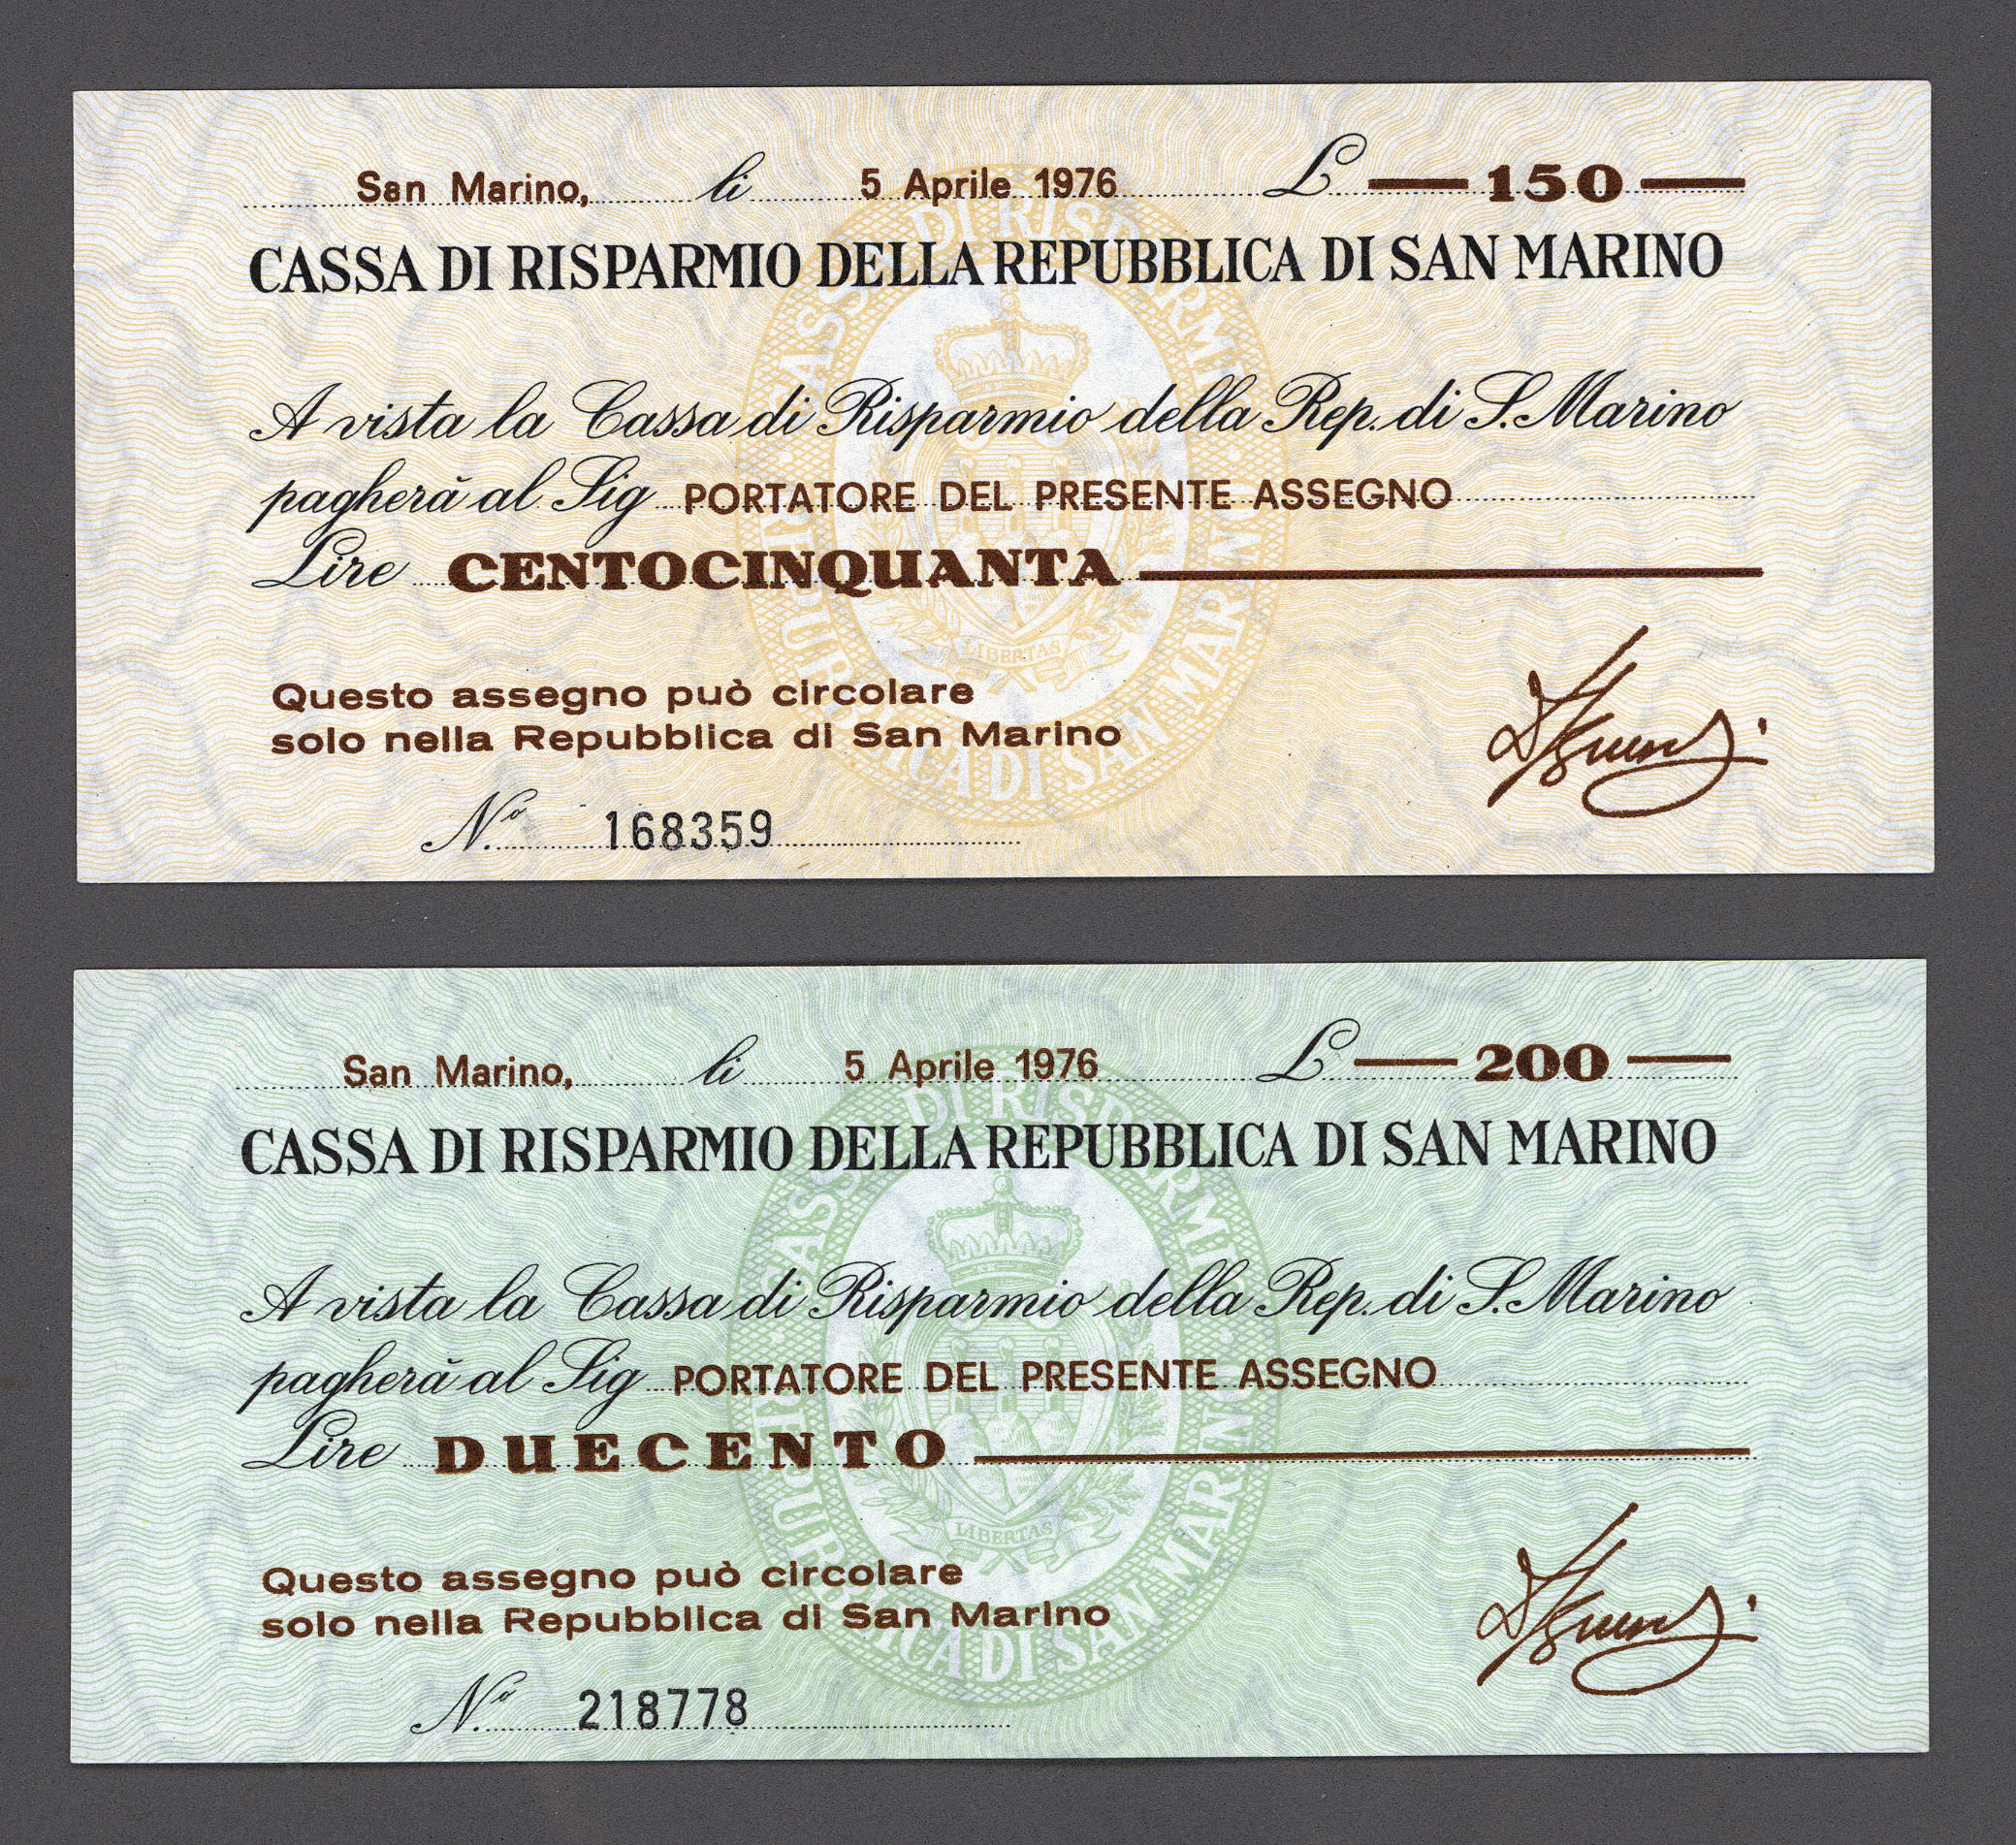 San Marino, li 5 Aprile 1976 £ — 150 —
CASSA DI RISPARMIO DELLA REPUBBLICA DI SAN MARINO
A vista la Cassa di Risparmio della Rep. di S. Marino
pagherà al Sig PORTATORE DEL PRESENTE ASSEGNO
Lire CENTOCINQUANTA
LIBERTAS
Questo assegno può circolare
solo nella Repubblica di San Marino
No. 168359
San Marino, li 5 Aprile 1976 £ — 200 —
CASSA DI RISPARMIO DELLA REPUBBLICA DI SAN MARINO
A vista la Cassa di Risparmio della Rep. di S. Marino
pagherà al Sig PORTATORE DEL PRESENTE ASSEGNO
Lire DUECENTO
LIBERTAS
Questo assegno può circolare
solo nella Repubblica di San Marino
No. 218778